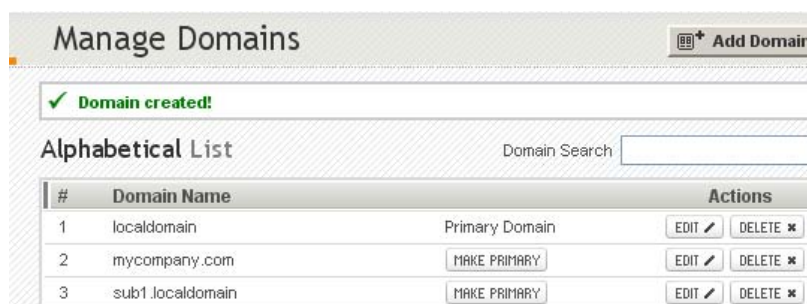 Manage Domains
Add Domain
Domain created!
Alphabetical List
Domain Search
# Domain Name Actions
1 localdomain Primary Domain EDIT DELETE
2 mycompany.com MAKE PRIMARY EDIT DELETE
3 sub1.localdomain MAKE PRIMARY EDIT DELETE